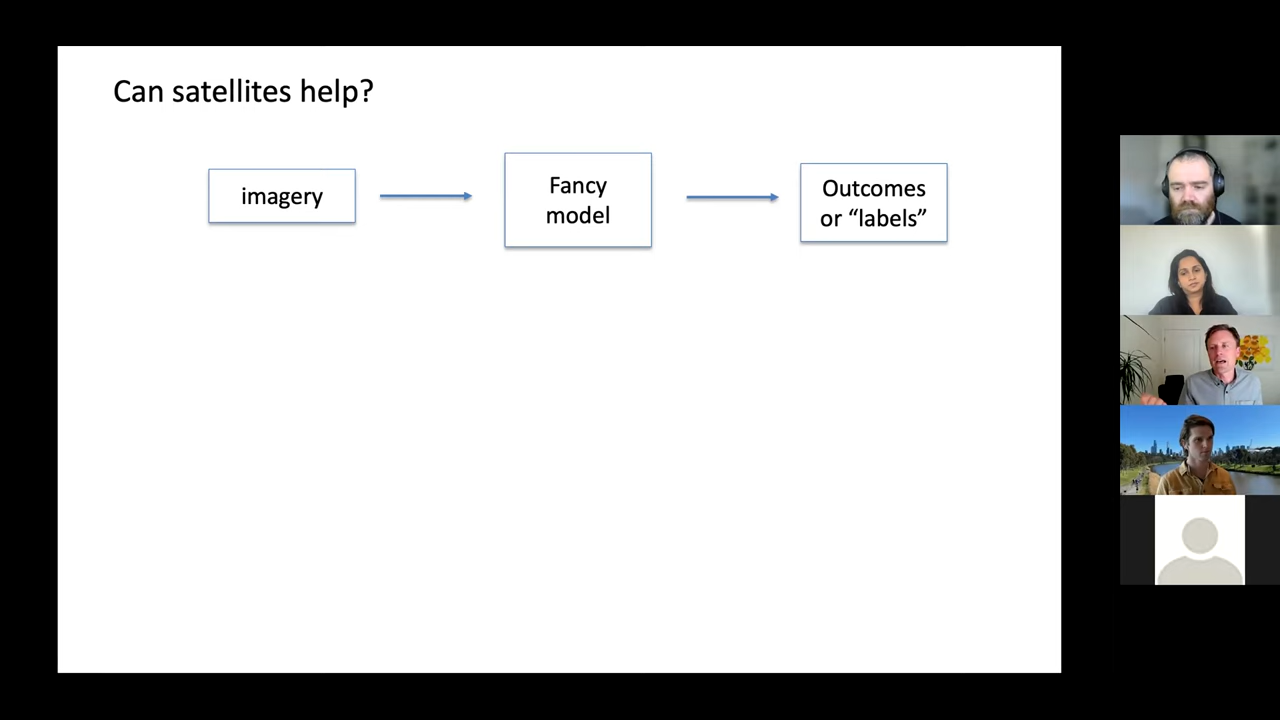 Can satellites help?
imagery
Fancy
model
Outcomes
or “labels”